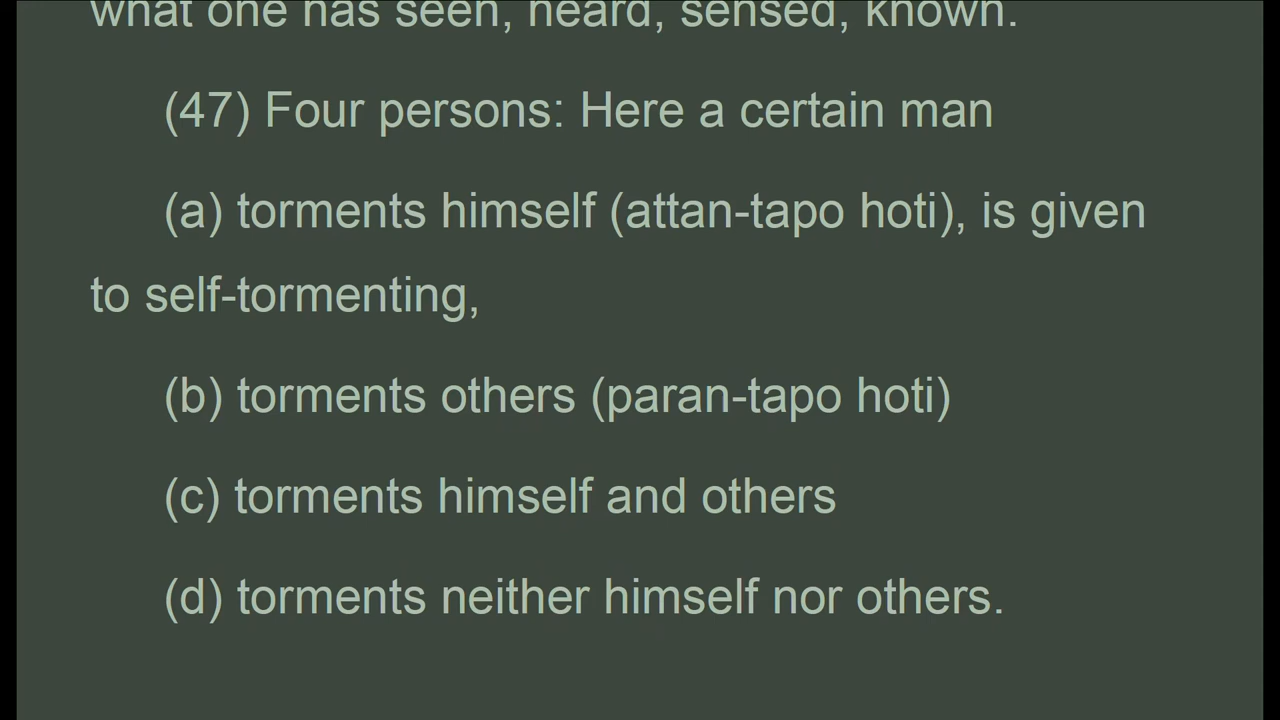 what one has seen, heard, sensed, known.
(47) Four persons: Here a certain man
(a) torments himself (attan-tapo hoti), is given
to self-tormenting,
(b) torments others (paran-tapo hoti)
(c) torments himself and others
(d) torments neither himself nor others.